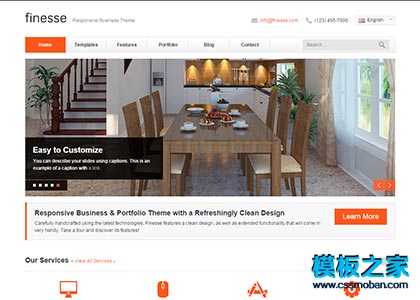 finesse
Responsive Business Theme
info@finesse.com
(123) 456-7890
English
Home
Templates
Features
Portfolio
Blog
Contact
Search ...
Easy to Customize
You can describe your slides using captions. This is an
example of a caption with a link.
Responsive Business & Portfolio Theme with a Refreshingly Clean Design
Carefully handcrafted using the latest technologies, Finesse features a clean design, as well as extended functionality that will come in
very handy. Take a tour and discover its features!
Learn More
Our Services » View All Services »
模板之家
www.cssmoban.com